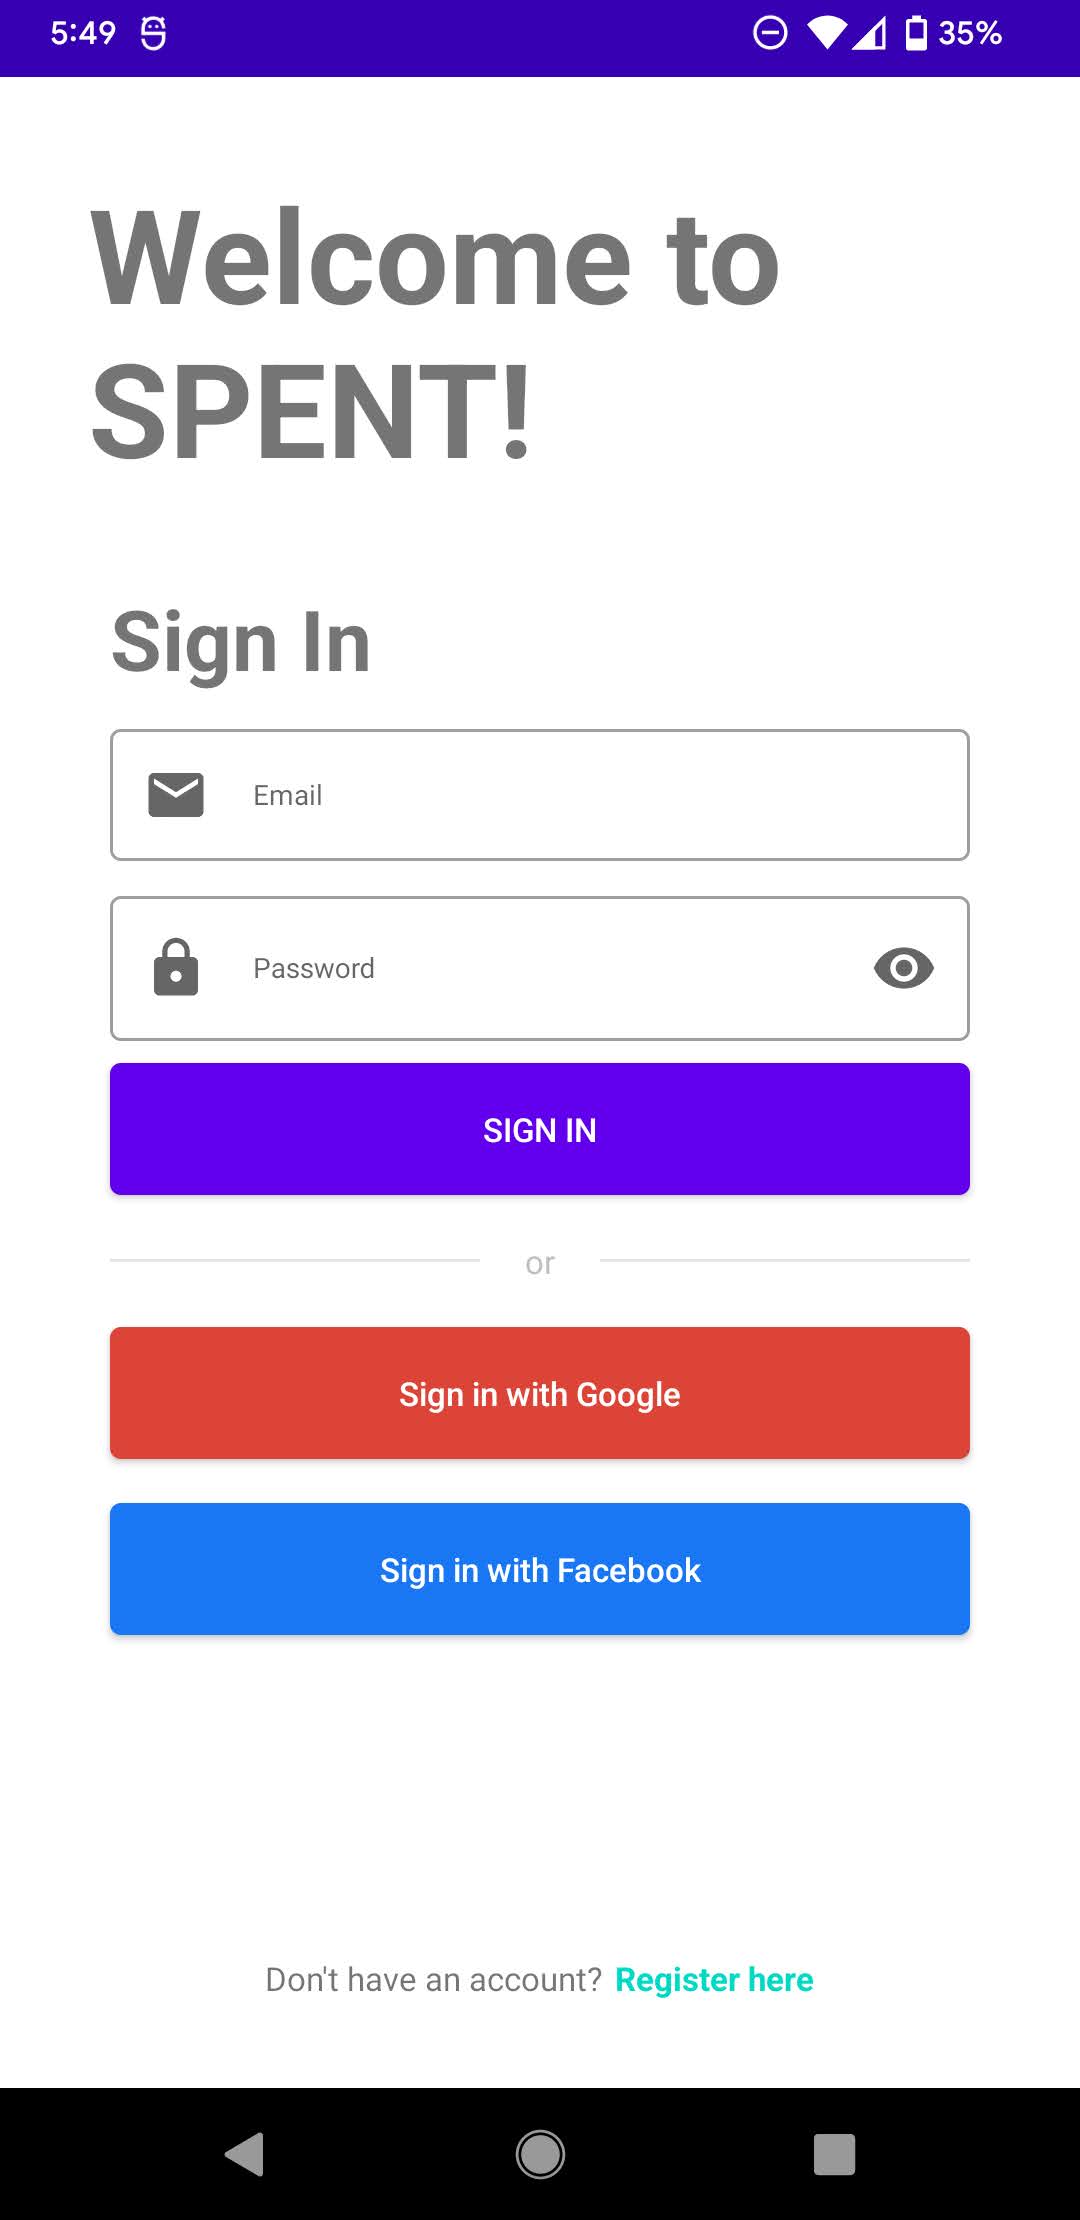 5:49 35%
Welcome to
SPENT!
Sign In
Email
Password
SIGN IN
or
Sign in with Google
Sign in with Facebook
Don't have an account? Register here